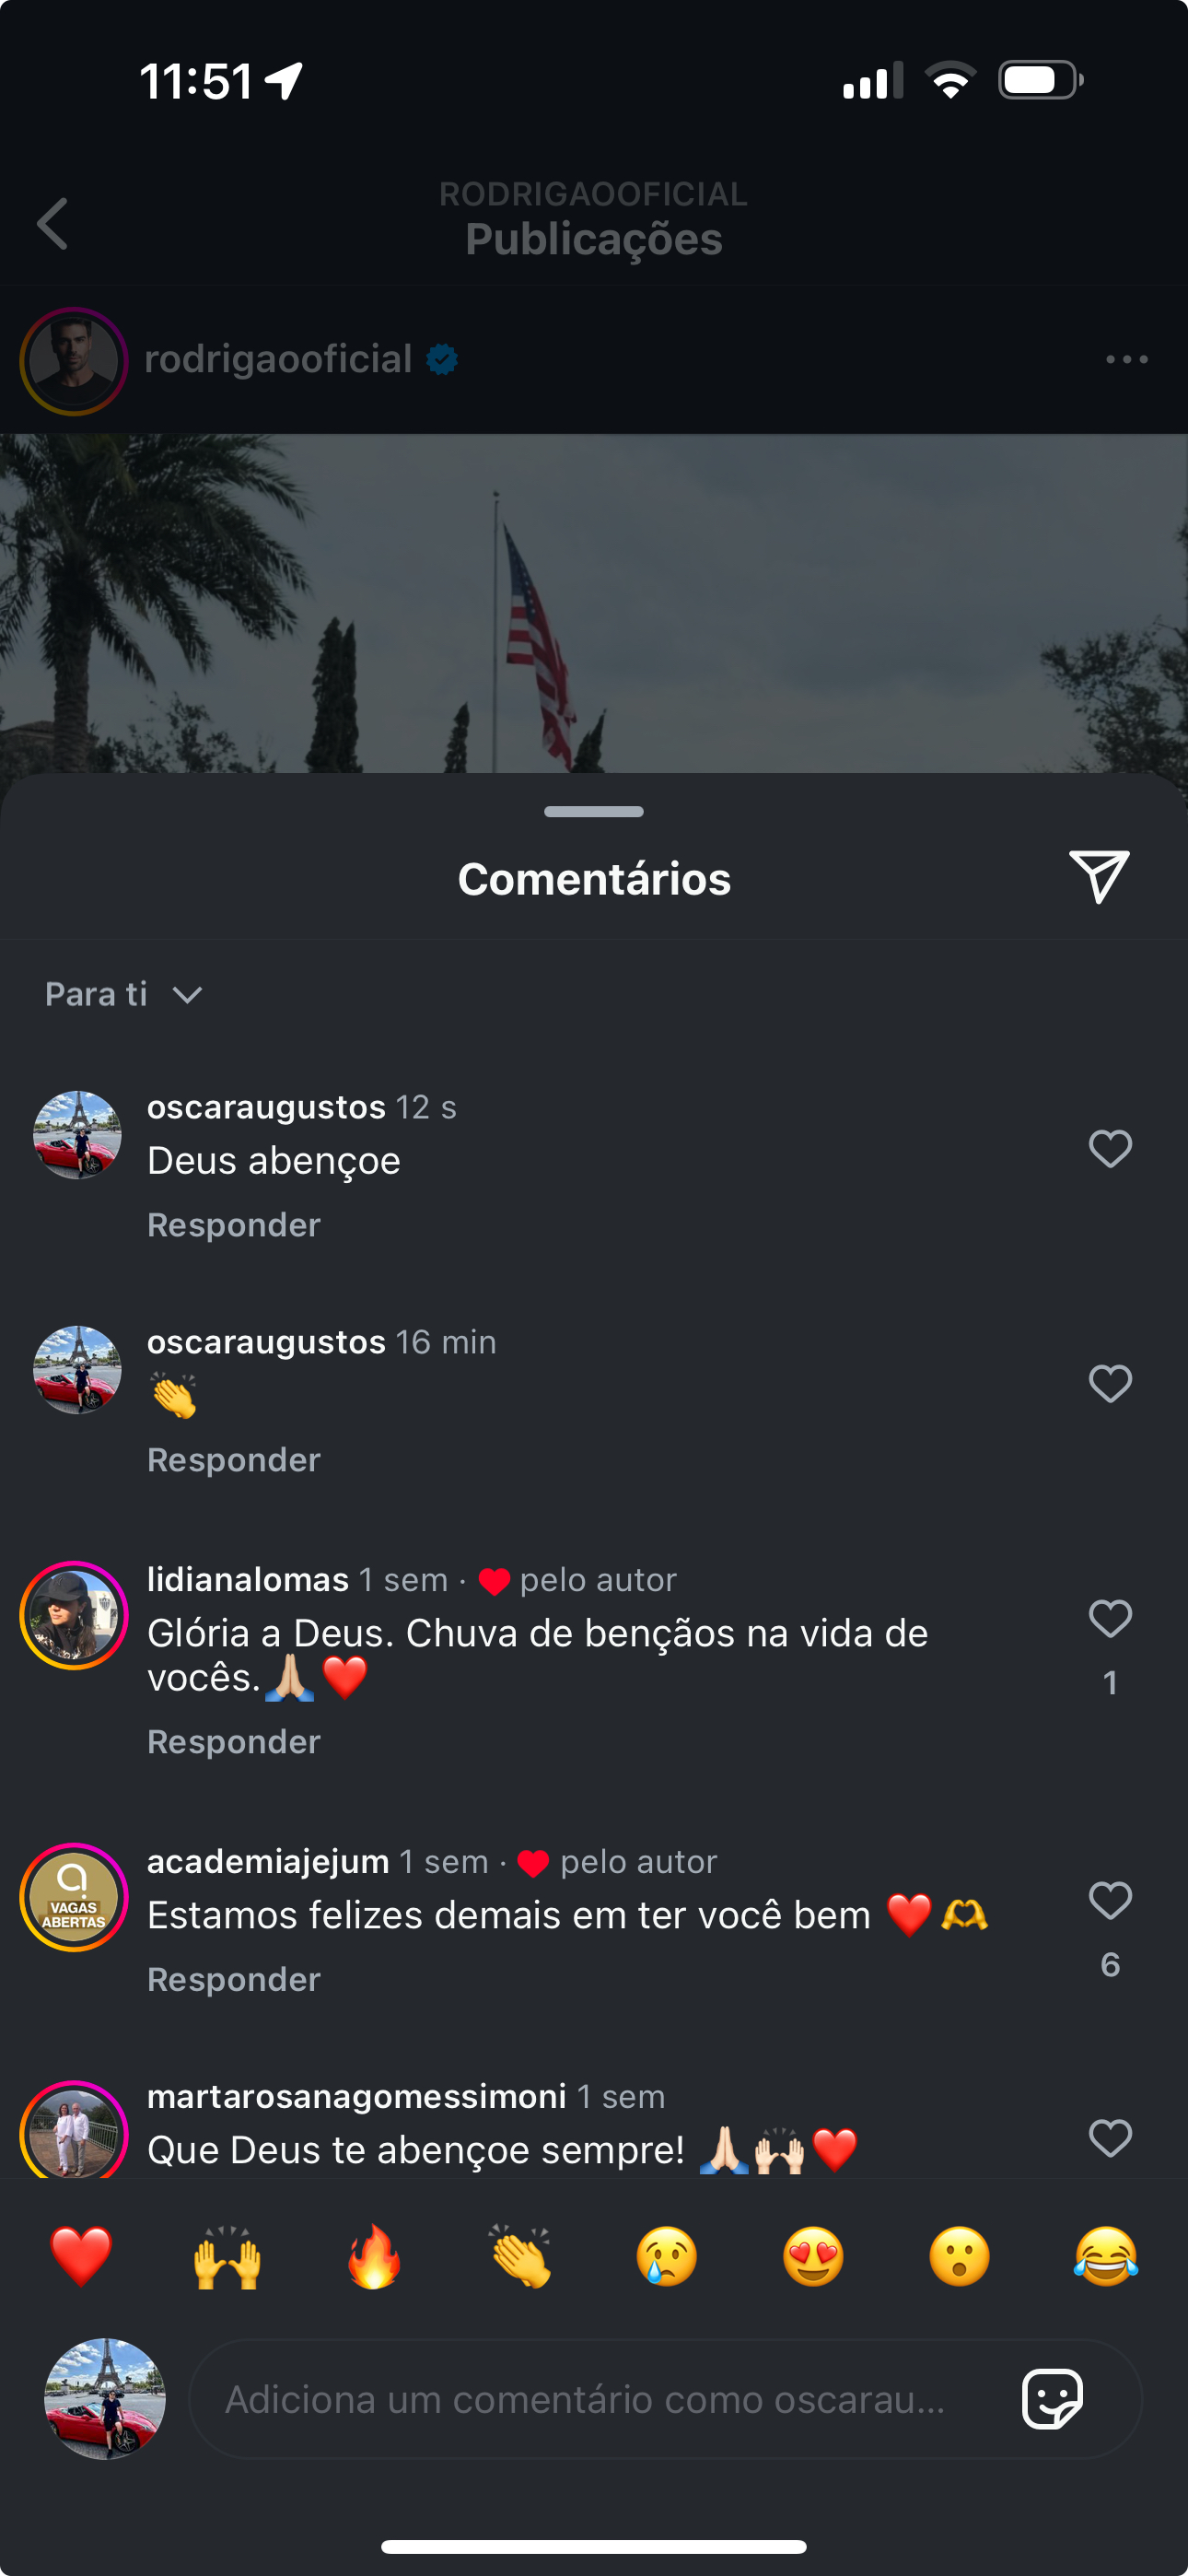 11:51
RODRIGAOOFICIAL
Publicações
rodrigaooficial
Comentários
Para ti
oscaraugustos 12 s
Deus abençoe
Responder
oscaraugustos 16 min
👏
Responder
lidianalomas 1 sem · ❤️ pelo autor
Glória a Deus. Chuva de bençãos na vida de
vocês.🙏🏼❤️
Responder
academiajejum 1 sem · ❤️ pelo autor
VAGAS
ABERTAS
Estamos felizes demais em ter você bem ❤️🫶
Responder
martarosanagomessimoni 1 sem
Que Deus te abençoe sempre! 🙏🏻🙌🏻❤️
1
6
❤️ 🙌 🔥 👏 😢 😍 😮 😂
Adiciona um comentário como oscarau...